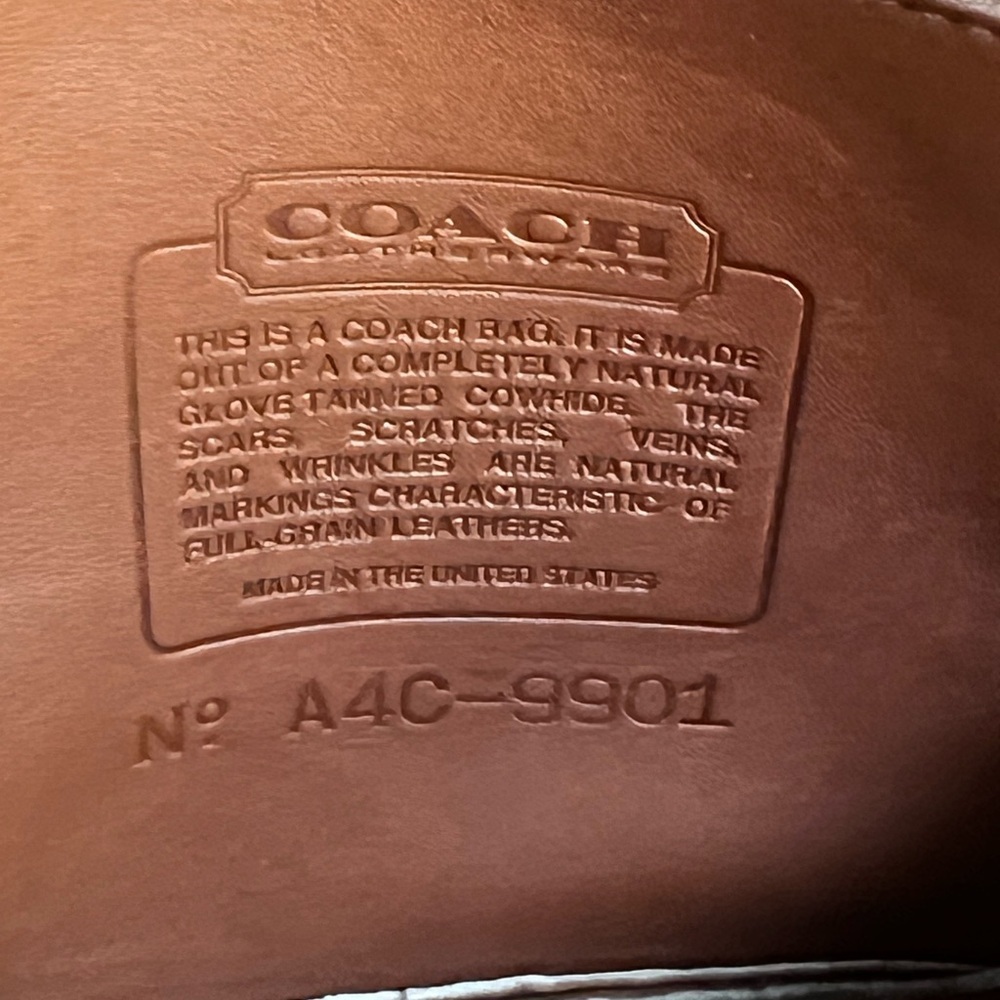 COACH
LEATHERWARE
THIS IS A COACH BAG. IT IS MADE
OUT OF A COMPLETELY NATURAL
GLOVE TANNED COWHIDE. THE
SCARS, SCRATCHES, VEINS,
AND WRINKLES ARE NATURAL
MARKINGS CHARACTERISTIC OF
FULL-GRAIN LEATHERS.
MADE IN THE UNITED STATES
Nº A4C-9901